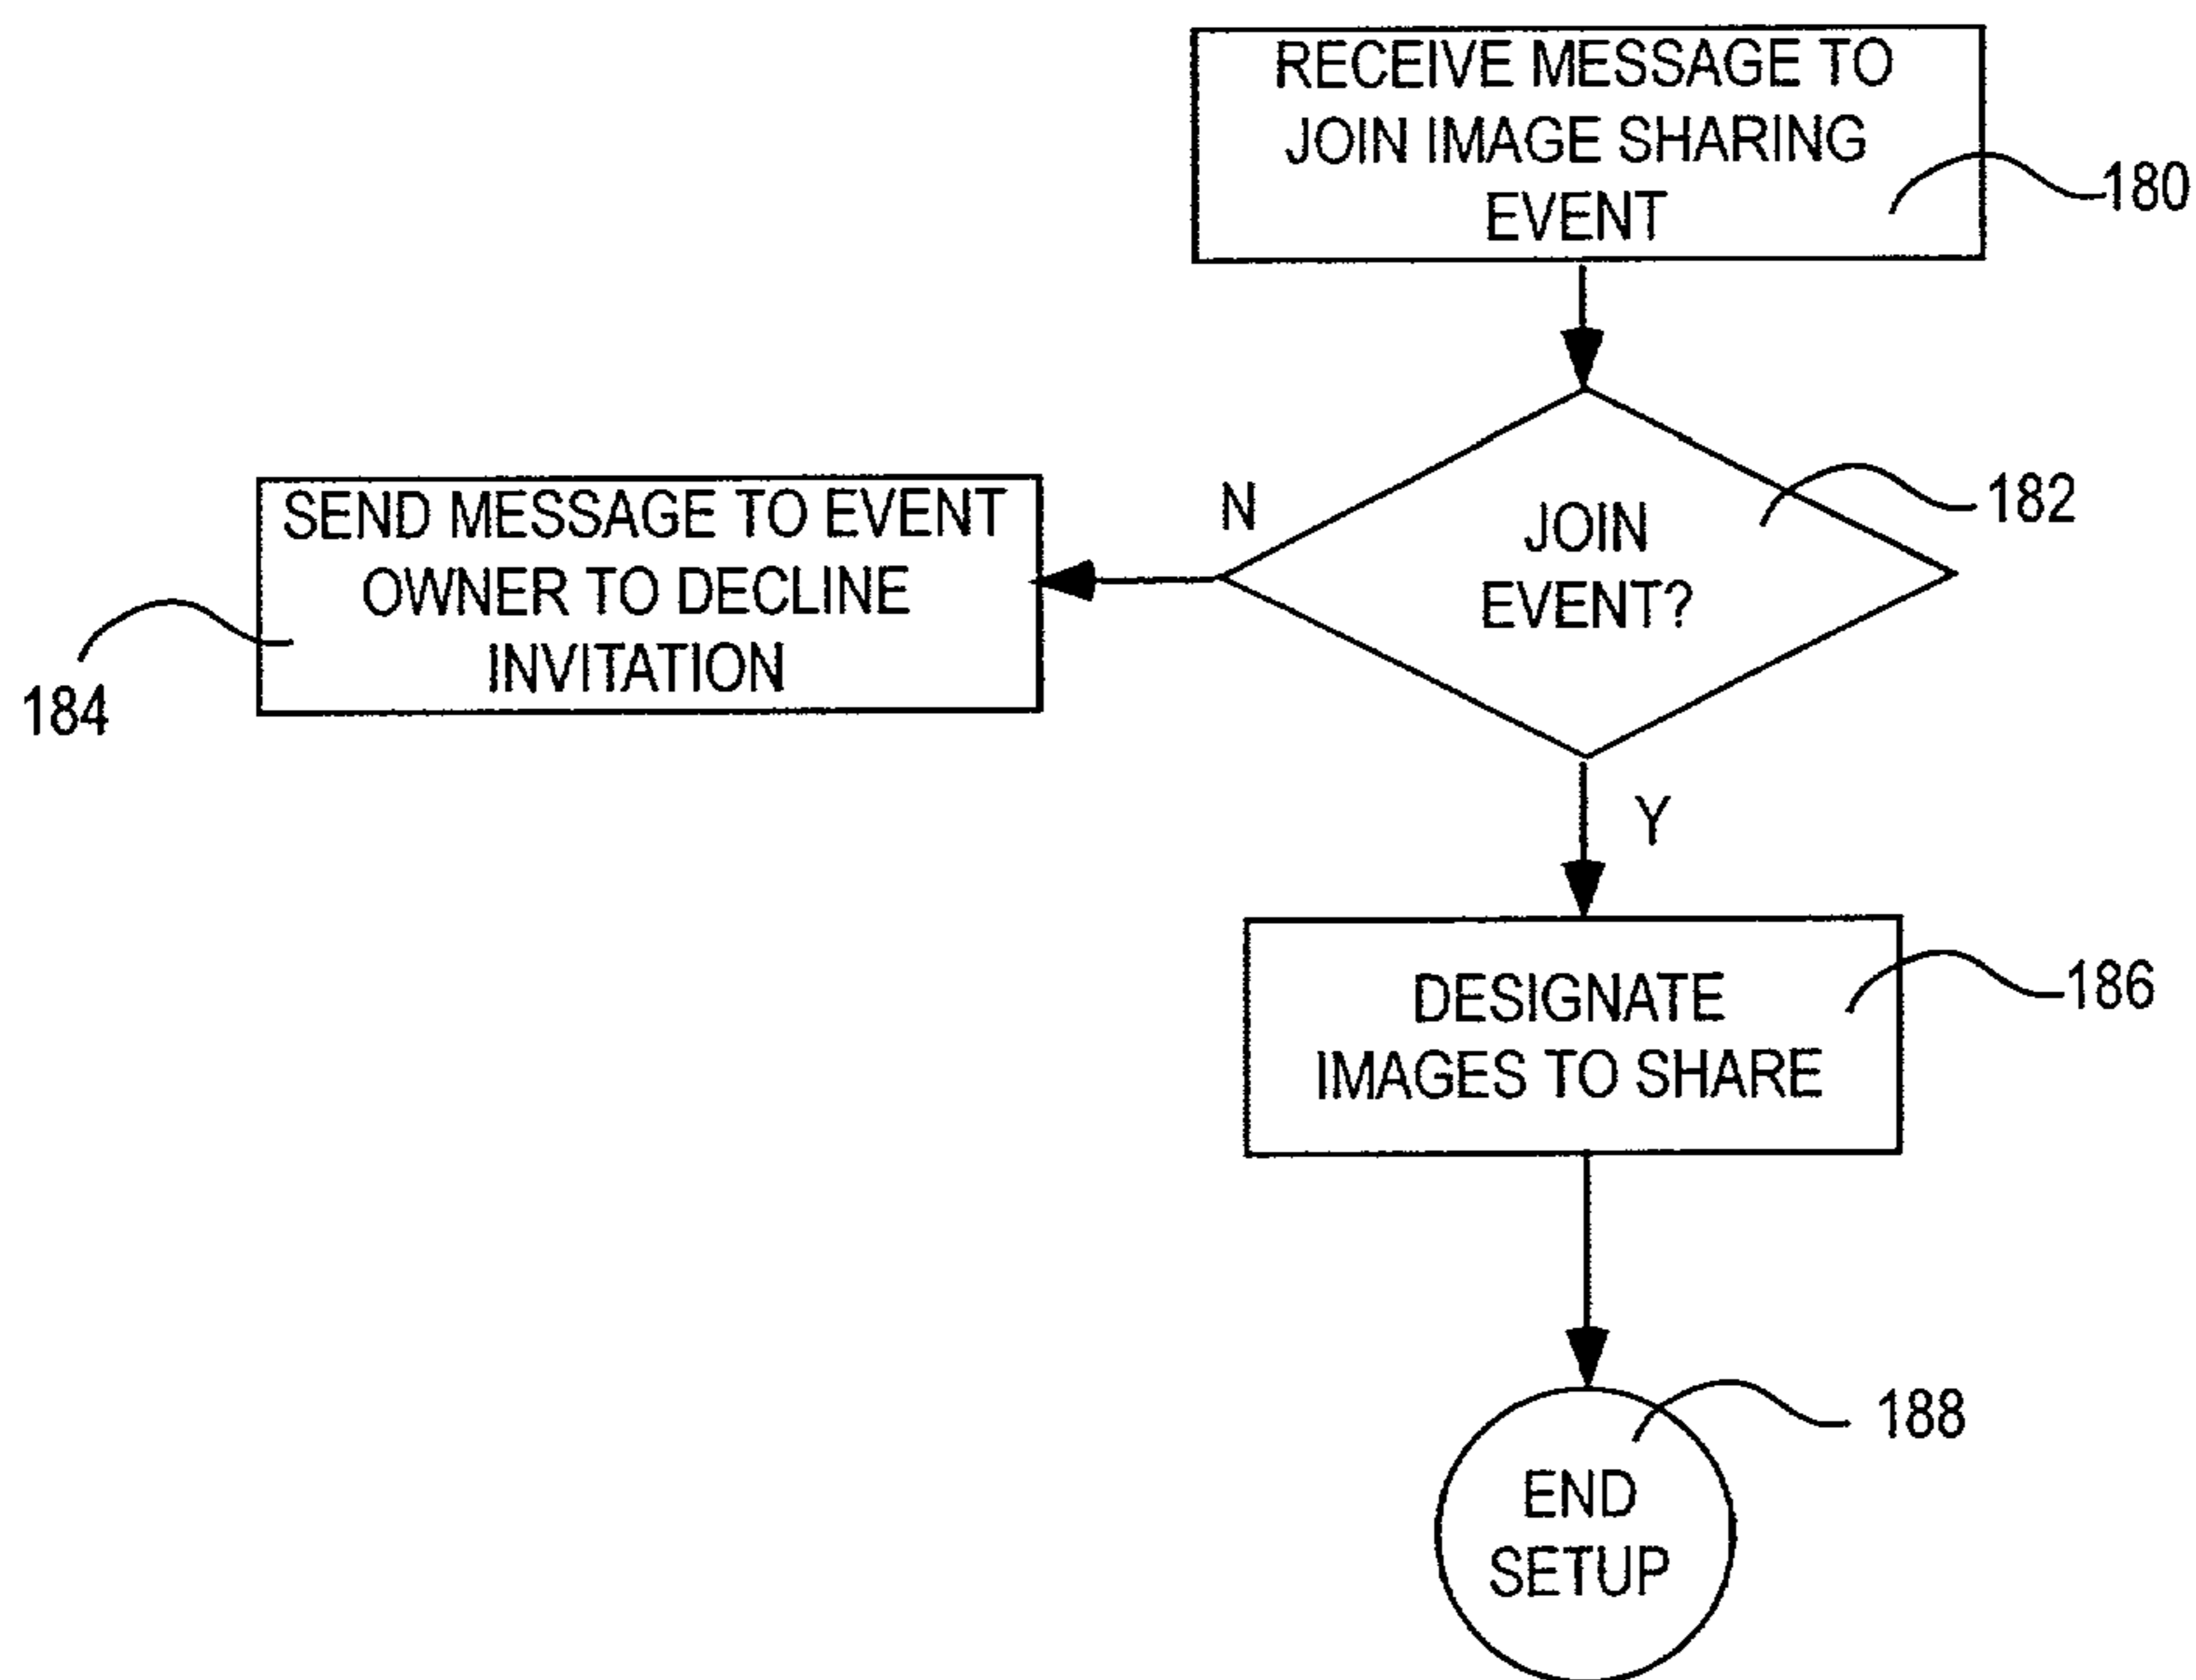 RECEIVE MESSAGE TO
JOIN IMAGE SHARING
EVENT
180
JOIN
EVENT?
182
N
SEND MESSAGE TO EVENT
OWNER TO DECLINE
INVITATION
184
Y
DESIGNATE
IMAGES TO SHARE
186
END
SETUP
188